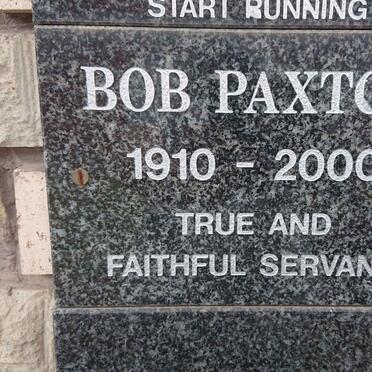 START RUNNING
BOB PAXTO
1910 - 2000
TRUE AND
FAITHFUL SERVAN